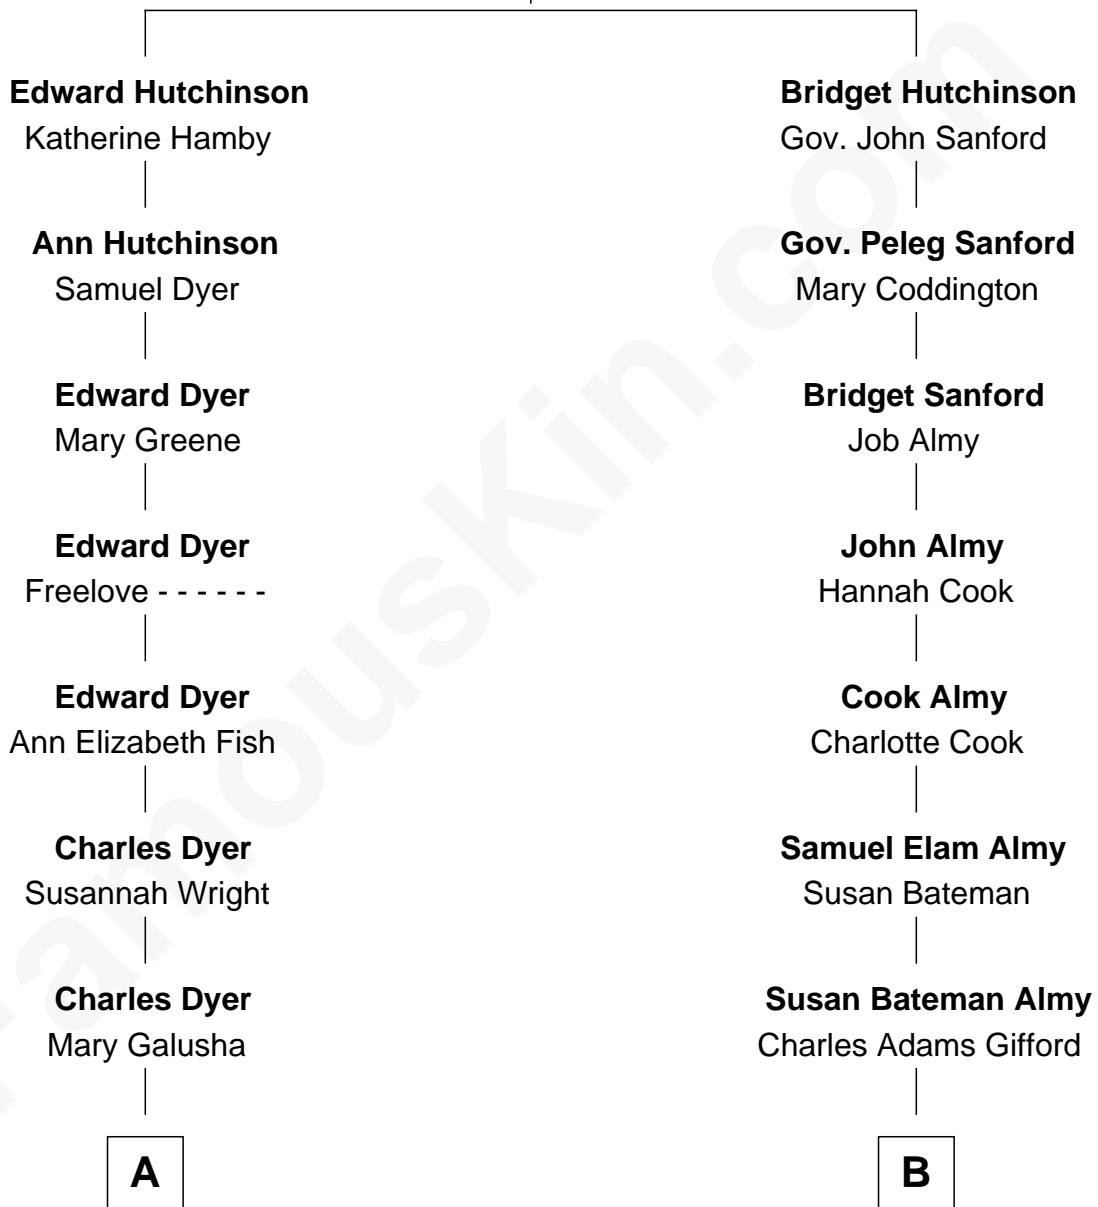 Edward Hutchinson
Katherine Hamby
Ann Hutchinson
Samuel Dyer
Edward Dyer
Mary Greene
Edward Dyer
Freelove - - - - - -
Edward Dyer
Ann Elizabeth Fish
Charles Dyer
Susannah Wright
Charles Dyer
Mary Galusha
A
Bridget Hutchinson
Gov. John Sanford
Gov. Peleg Sanford
Mary Coddington
Bridget Sanford
Job Almy
John Almy
Hannah Cook
Cook Almy
Charlotte Cook
Samuel Elam Almy
Susan Bateman
Susan Bateman Almy
Charles Adams Gifford
B
FamousKin.com